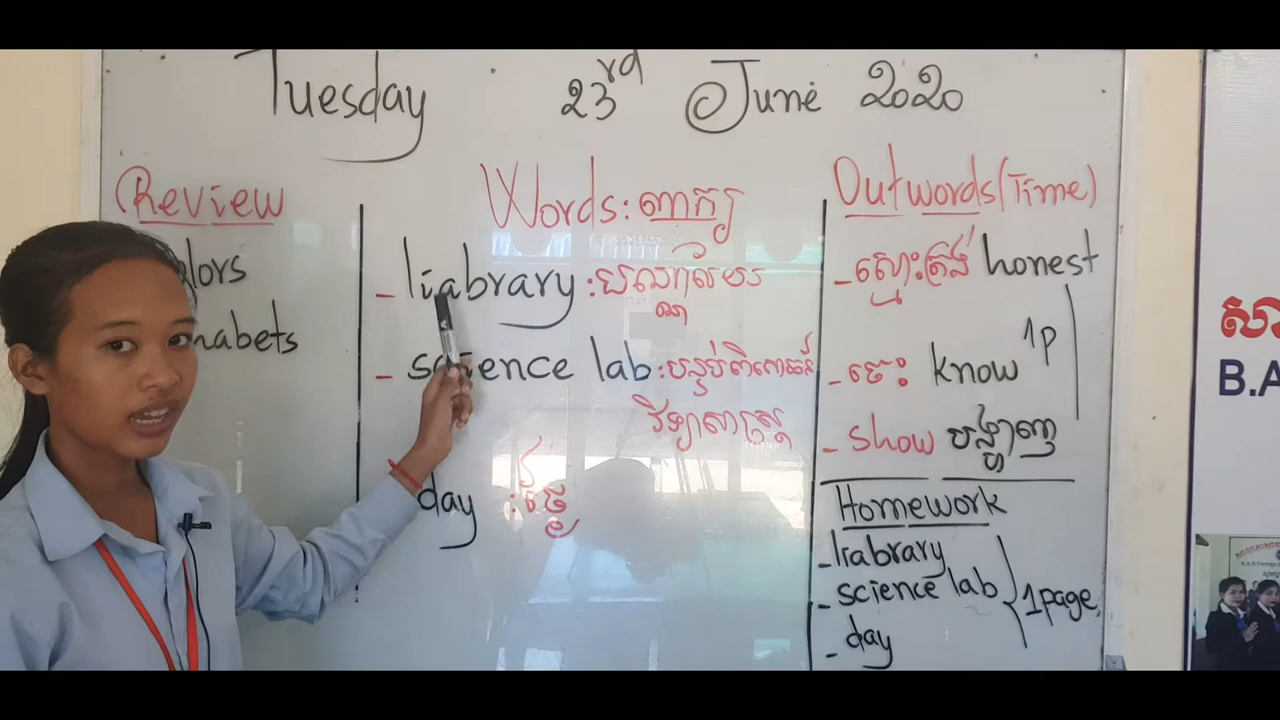 Tuesday 23rd June 2020
Review
lors
habets
Words: ពាក្យ
- liabrary : បណ្ណាល័យ
- science lab : បន្ទប់ពិសោធន៍
វិទ្យាសាស្ត្រ
day : ថ្ងៃ
Outwords (Time)
- ស្មោះត្រង់ honest
- ចេះ know 1p
- show បង្ហាញ
Homework
- liabrary
- science lab } 1page,
- day
B.A